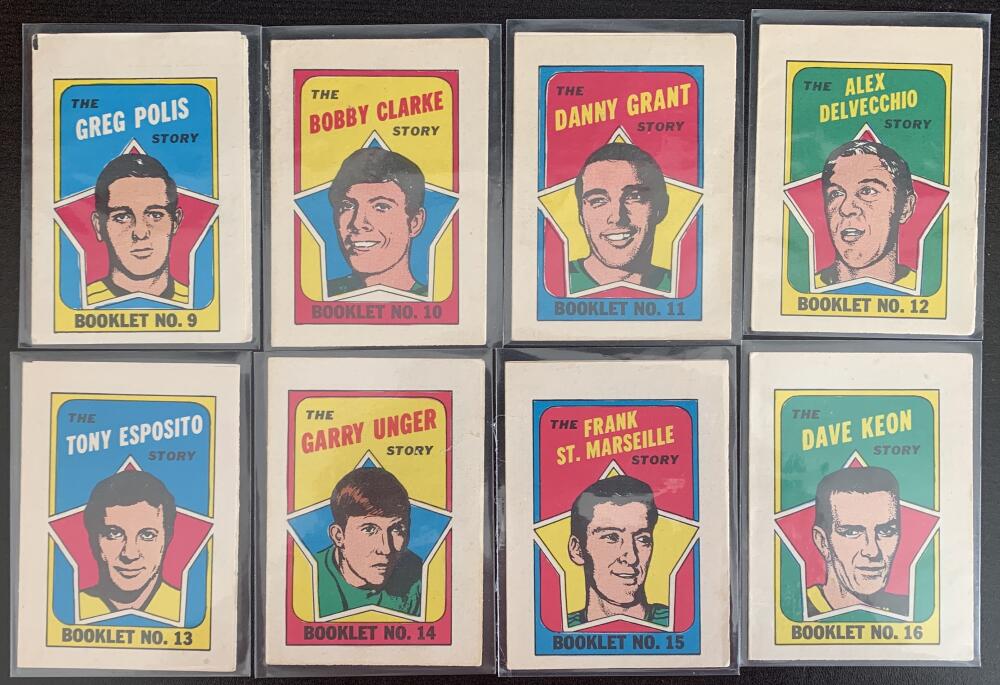 THE
GREG POLIS
STORY
BOOKLET NO. 9
THE
BOBBY CLARKE
STORY
BOOKLET NO. 10
THE
DANNY GRANT
STORY
BOOKLET NO. 11
THE ALEX
DELVECCHIO
STORY
BOOKLET NO. 12
THE
TONY ESPOSITO
STORY
BOOKLET NO. 13
THE
GARRY UNGER
STORY
BOOKLET NO. 14
THE FRANK
ST. MARSEILLE
STORY
BOOKLET NO. 15
THE
DAVE KEON
STORY
BOOKLET NO. 16